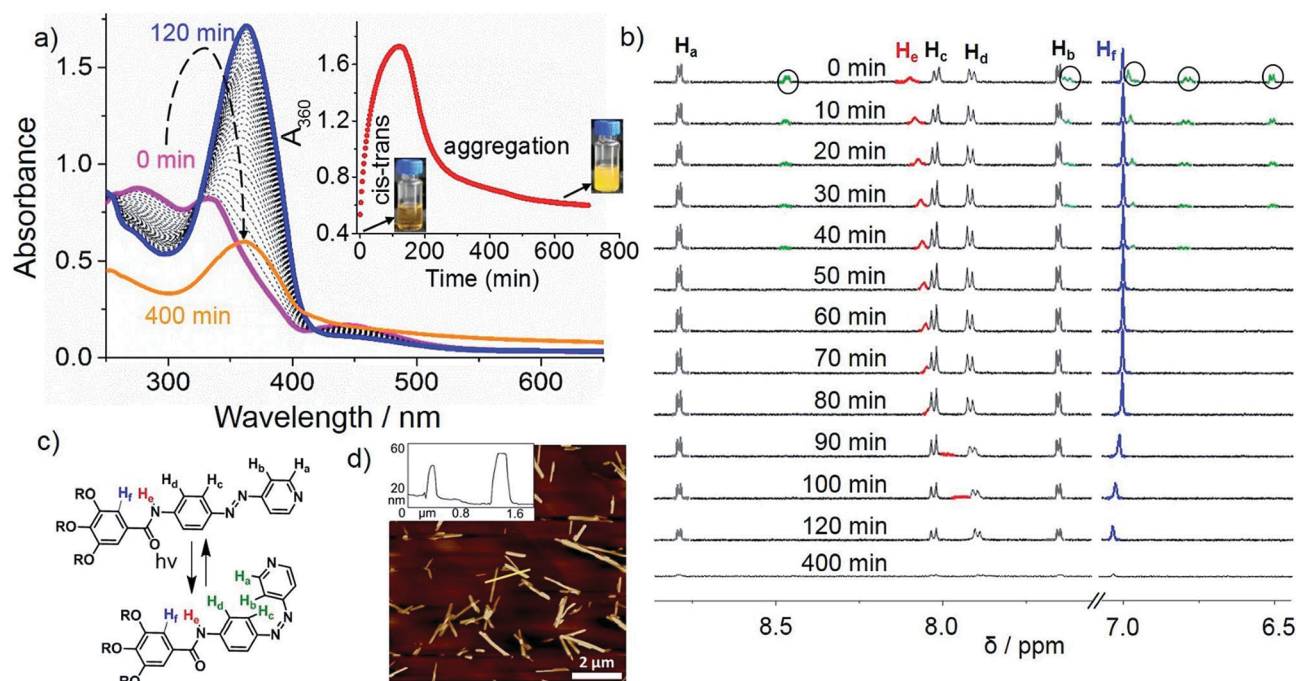 a)
120 min
0 min
400 min
1.5
1.0
0.5
0.0
Absorbance
300
400
500
600
Wavelength / nm
1.6
1.2
0.8
0.4
A360
cis-trans
aggregation
0
200
400
600
800
Time (min)
b)
Ha
He
Hc
Hd
Hb
Hf
0 min
10 min
20 min
30 min
40 min
50 min
60 min
70 min
80 min
90 min
100 min
120 min
400 min
8.5
8.0
7.0
6.5
δ / ppm
c)
Hb
Ha
Hd
Hc
Hf
He
RO
N
N
N
N
RO
O
RO
hν
N
Ha
Hb
Hd
Hc
Hf
He
RO
N
N
N
RO
O
RO
d)
60
20
nm
0
μm
0.8
1.6
2 μm